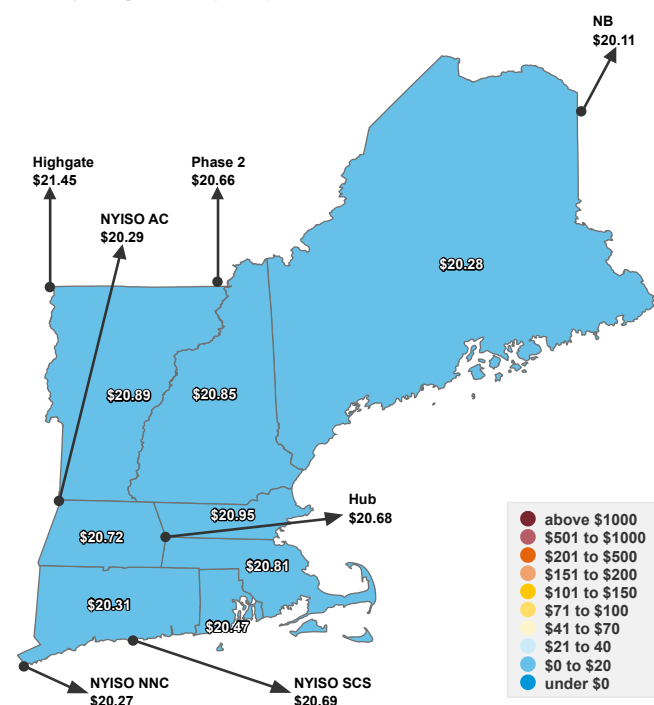 NB
$20.11
Highgate
$21.45
Phase 2
$20.66
NYISO AC
$20.29
$20.28
$20.89
$20.85
Hub
$20.68
$20.95
$20.72
$20.81
$20.31
$20.47
NYISO NNC
$20.27
NYISO SCS
$20.69
above $1000
$501 to $1000
$201 to $500
$151 to $200
$101 to $150
$71 to $100
$41 to $70
$21 to 40
$0 to $20
under $0